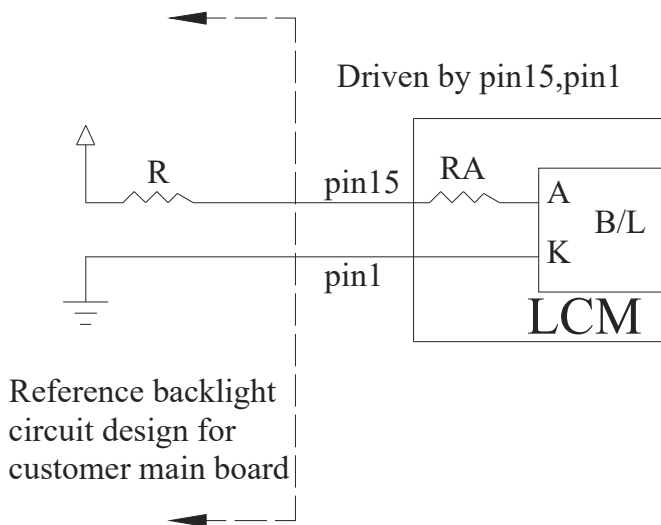 Driven by pin15,pin1
R
pin15
RA
A
B/L
K
pin1
LCM
Reference backlight
circuit design for
customer main board